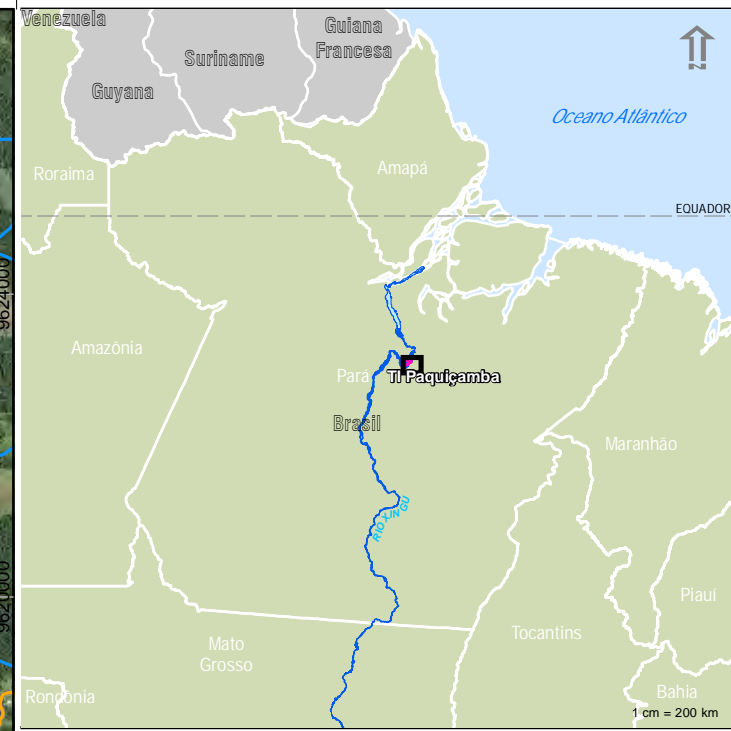 Venezuela
Guiana
Francesa
Suriname
Guyana
N
Oceano Atlântico
Roraima
Amapá
EQUADOR
9624000
Amazônia
Pará
TI Paquiçamba
Brasil
Maranhão
RIO XINGU
9620000
Piauí
Tocantins
Mato
Grosso
Rondônia
Bahia
1 cm = 200 km